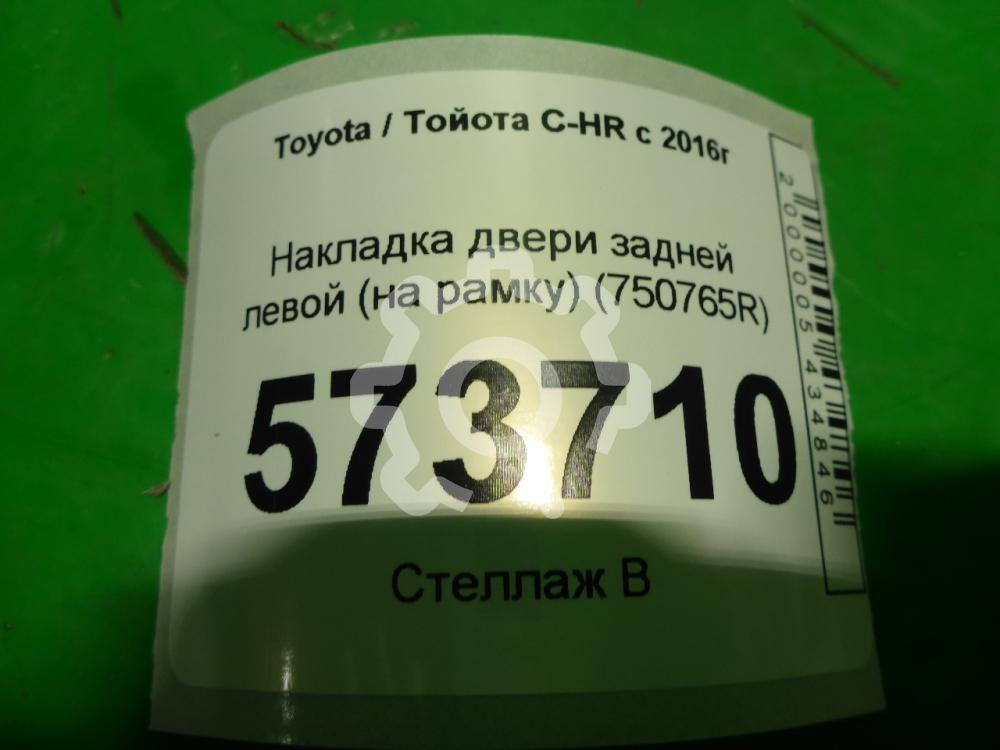 Toyota / Тойота C-HR с 2016г
Накладка двери задней
левой (на рамку) (750765R)
573710
Стеллаж В
2000005434846